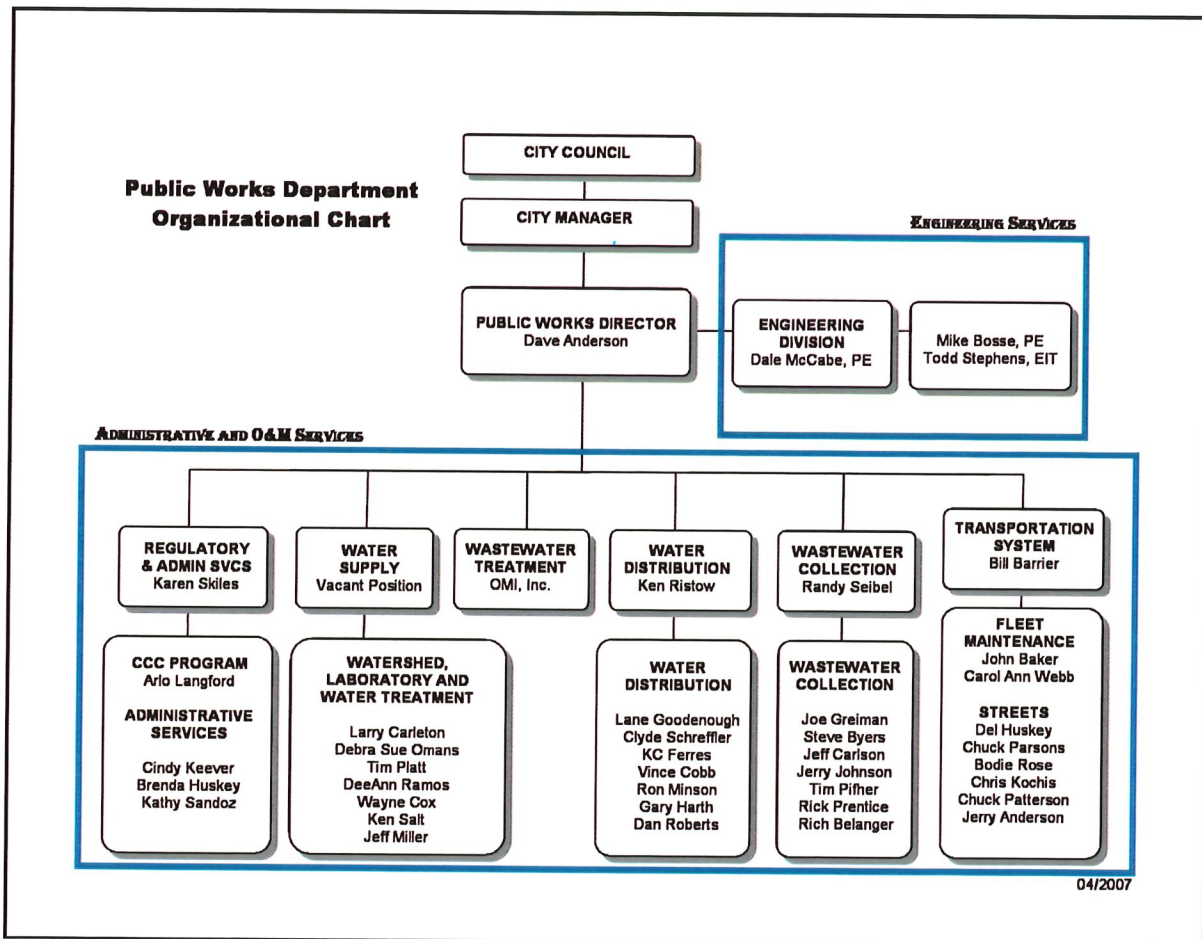 Public Works Department
Organizational Chart
CITY COUNCIL
CITY MANAGER
PUBLIC WORKS DIRECTOR
Dave Anderson
ENGINEERING SERVICES
ENGINEERING
DIVISION
Dale McCabe, PE
Mike Bosse, PE
Todd Stephens, EIT
ADMINISTRATIVE AND O&M SERVICES
REGULATORY
& ADMIN SVCS
Karen Skiles
WATER
SUPPLY
Vacant Position
WASTEWATER
TREATMENT
OMI, Inc.
WATER
DISTRIBUTION
Ken Ristow
WASTEWATER
COLLECTION
Randy Seibel
TRANSPORTATION
SYSTEM
Bill Barrier
CCC PROGRAM
Arlo Langford
ADMINISTRATIVE
SERVICES
Cindy Keever
Brenda Huskey
Kathy Sandoz
WATERSHED,
LABORATORY AND
WATER TREATMENT
Larry Carleton
Debra Sue Omans
Tim Platt
DeeAnn Ramos
Wayne Cox
Ken Salt
Jeff Miller
WATER
DISTRIBUTION
Lane Goodenough
Clyde Schreffler
KC Ferres
Vince Cobb
Ron Minson
Gary Harth
Dan Roberts
WASTEWATER
COLLECTION
Joe Greiman
Steve Byers
Jeff Carlson
Jerry Johnson
Tim Pifher
Rick Prentice
Rich Belanger
FLEET
MAINTENANCE
John Baker
Carol Ann Webb
STREETS
Del Huskey
Chuck Parsons
Bodie Rose
Chris Kochis
Chuck Patterson
Jerry Anderson
04/2007